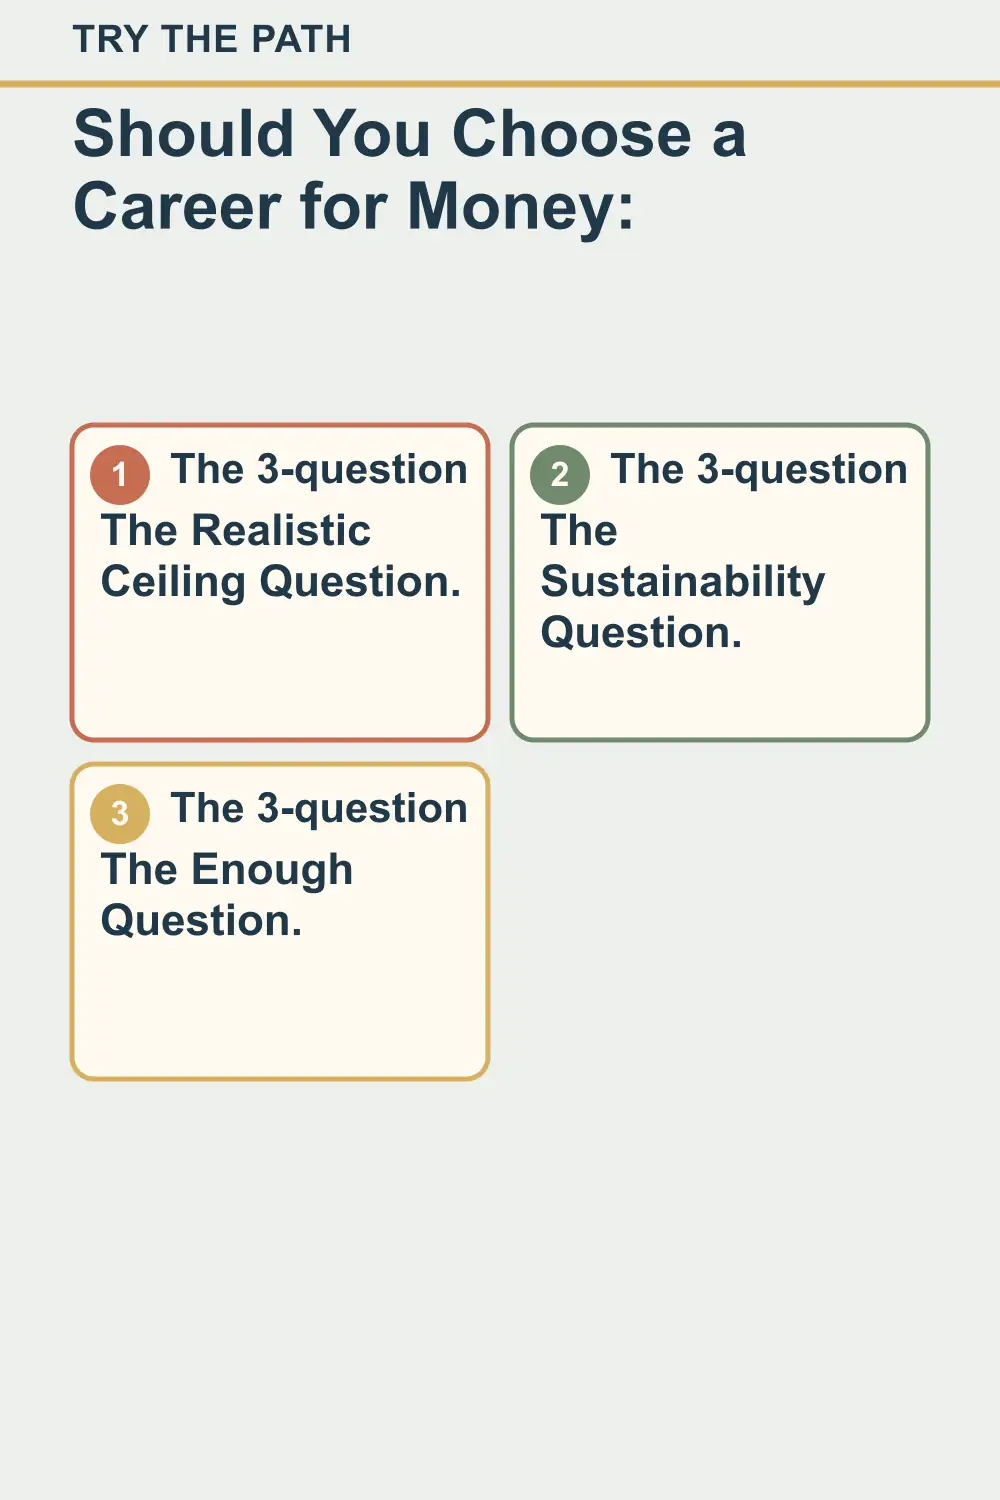 TRY THE PATH
Should You Choose a
Career for Money:
1 The 3-question
The Realistic
Ceiling Question.
2 The 3-question
The
Sustainability
Question.
3 The 3-question
The Enough
Question.